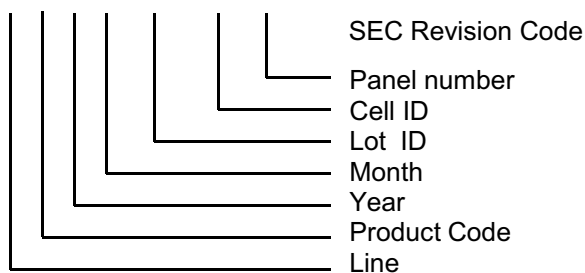 SEC Revision Code
Panel number
Cell ID
Lot ID
Month
Year
Product Code
Line